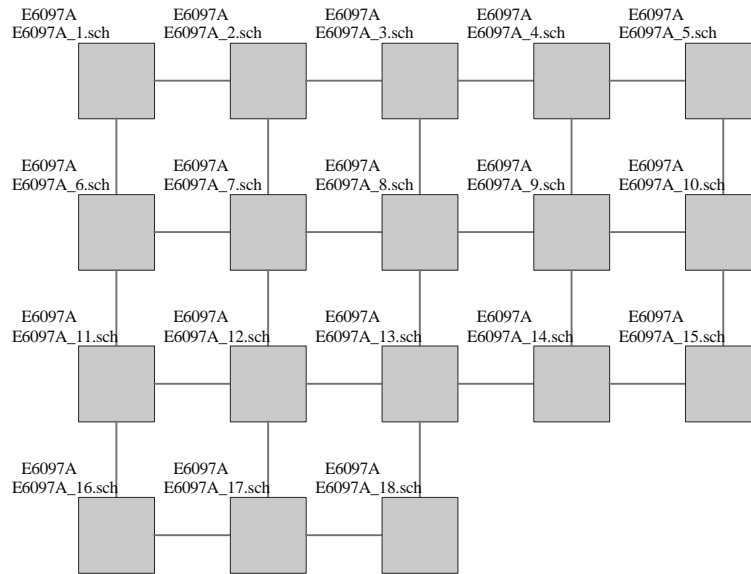 E6097A
E6097A_1.sch
E6097A
E6097A_2.sch
E6097A
E6097A_3.sch
E6097A
E6097A_4.sch
E6097A
E6097A_5.sch
E6097A
E6097A_6.sch
E6097A
E6097A_7.sch
E6097A
E6097A_8.sch
E6097A
E6097A_9.sch
E6097A
E6097A_10.sch
E6097A
E6097A_11.sch
E6097A
E6097A_12.sch
E6097A
E6097A_13.sch
E6097A
E6097A_14.sch
E6097A
E6097A_15.sch
E6097A
E6097A_16.sch
E6097A
E6097A_17.sch
E6097A
E6097A_18.sch